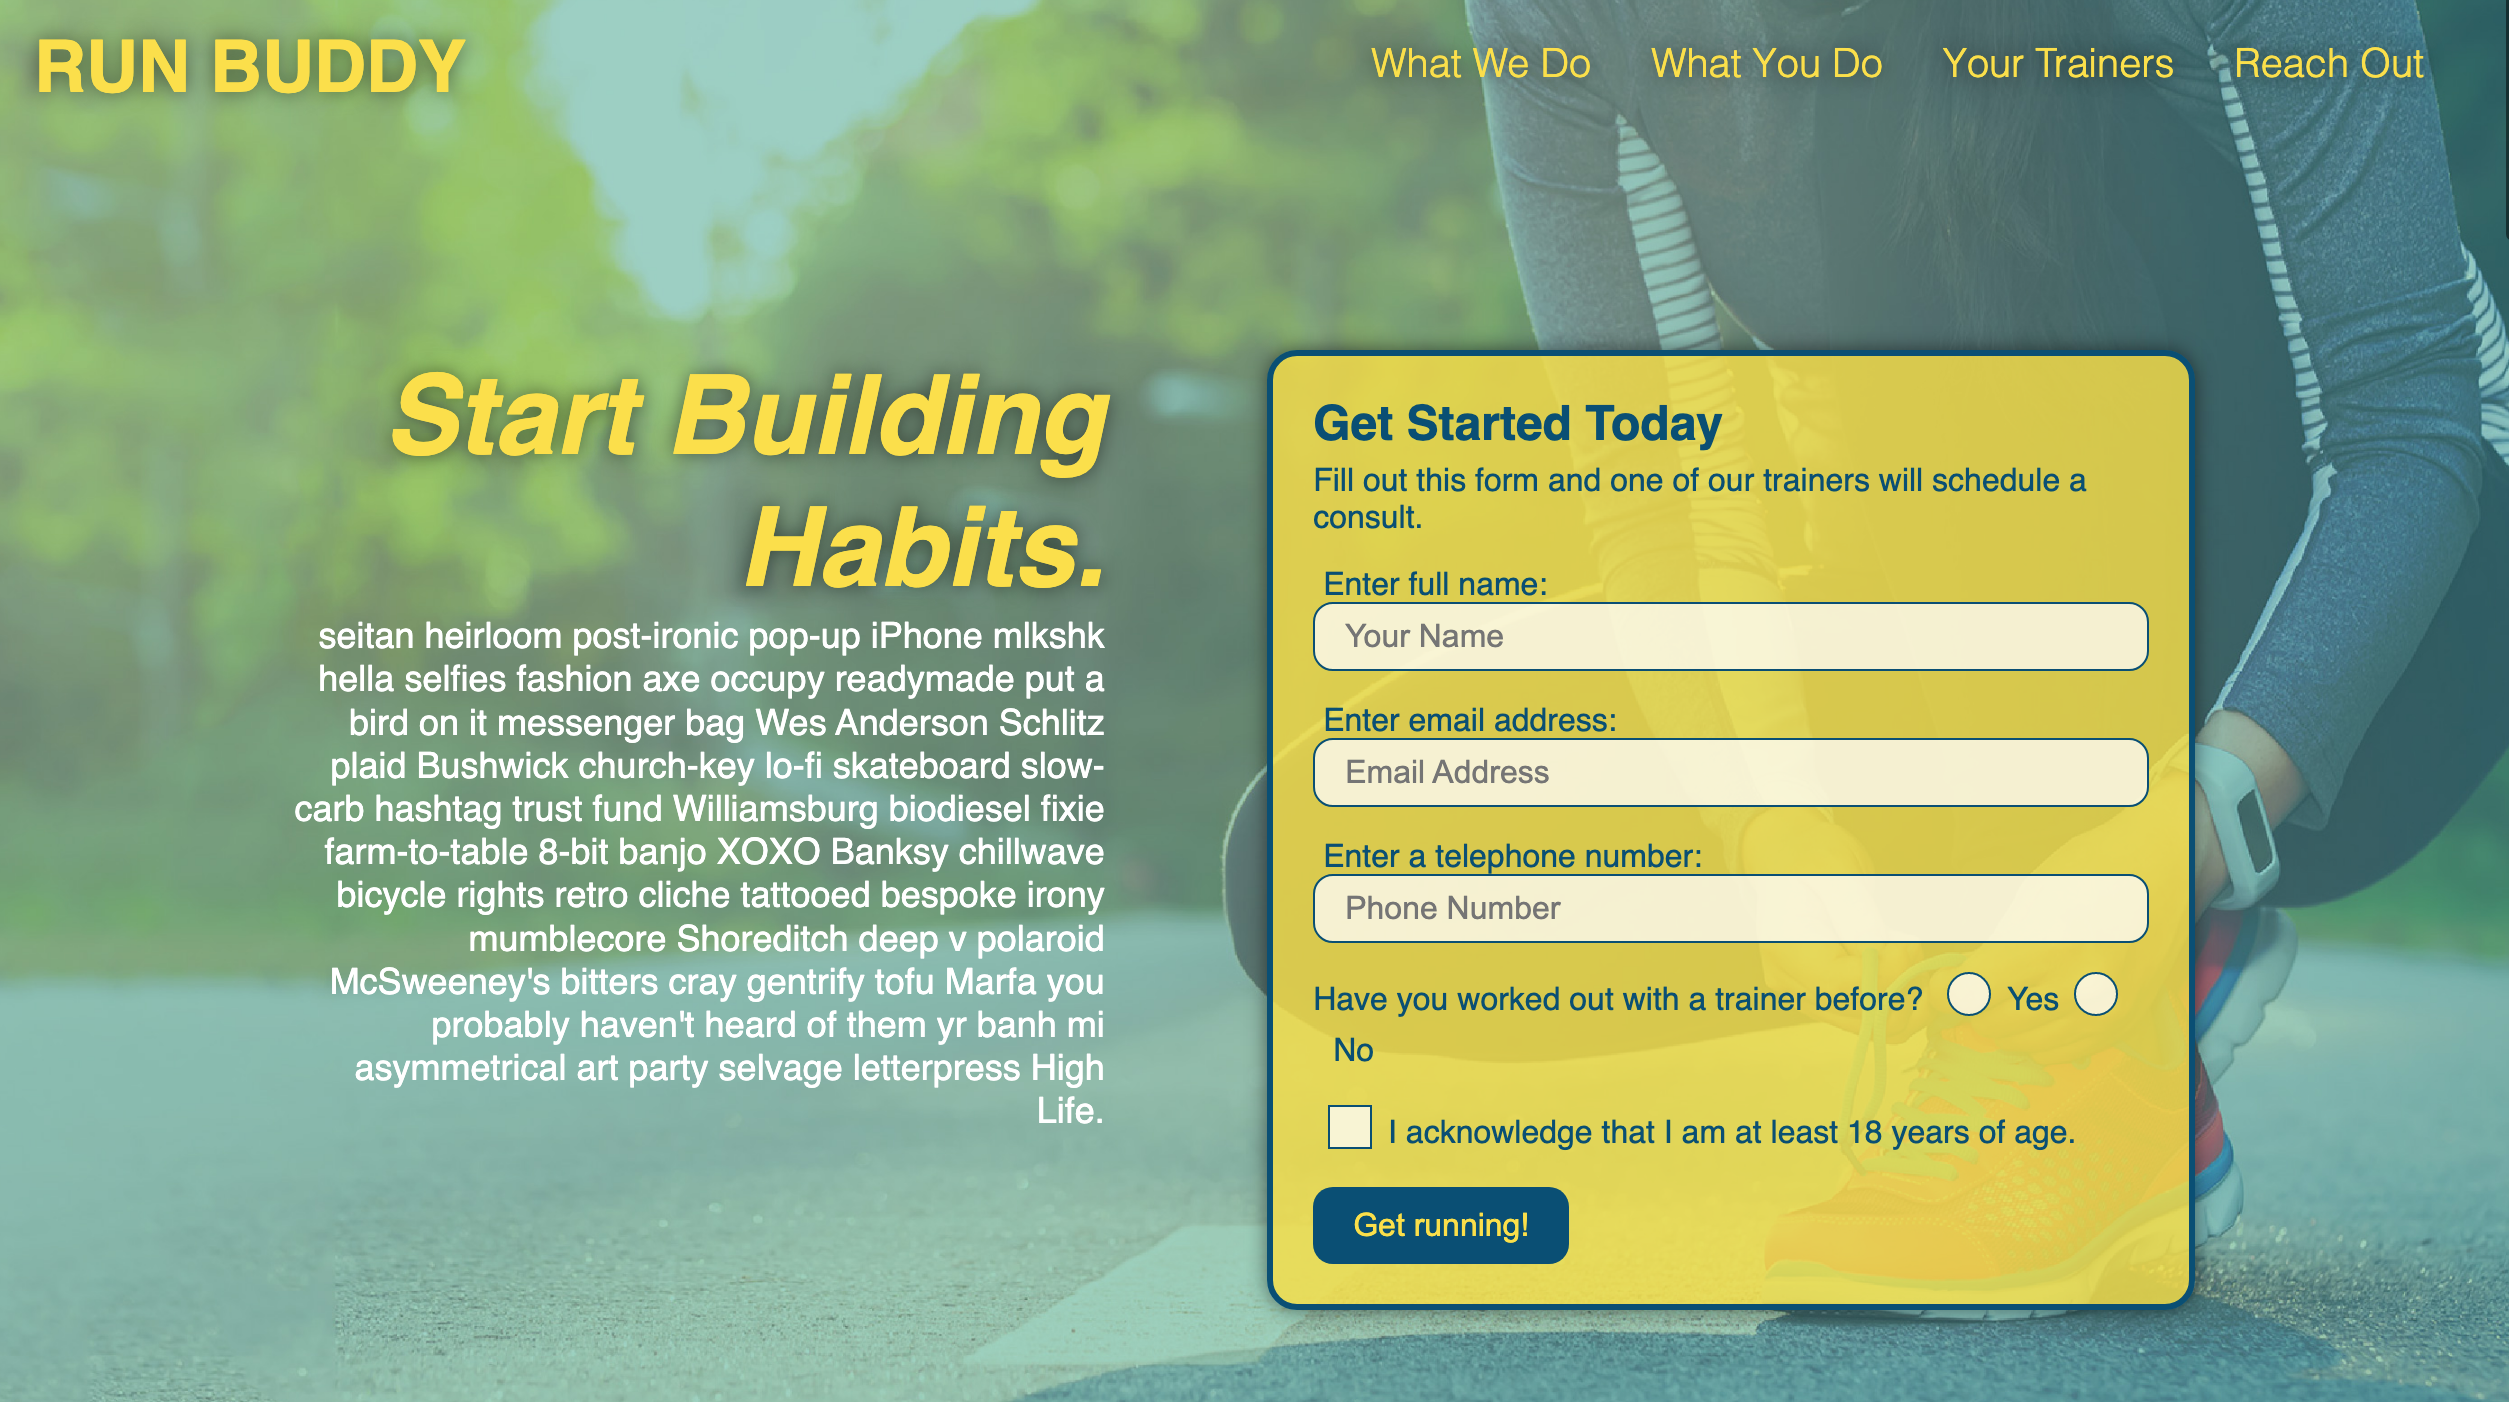 RUN BUDDY
What We Do What You Do Your Trainers Reach Out
Start Building
Habits.
seitan heirloom post-ironic pop-up iPhone mlkshk
hella selfies fashion axe occupy readymade put a
bird on it messenger bag Wes Anderson Schlitz
plaid Bushwick church-key lo-fi skateboard slow-
carb hashtag trust fund Williamsburg biodiesel fixie
farm-to-table 8-bit banjo XOXO Banksy chillwave
bicycle rights retro cliche tattooed bespoke irony
mumblecore Shoreditch deep v polaroid
McSweeney's bitters cray gentrify tofu Marfa you
probably haven't heard of them yr banh mi
asymmetrical art party selvage letterpress High
Life.
Get Started Today
Fill out this form and one of our trainers will schedule a
consult.
Enter full name:
Your Name
Enter email address:
Email Address
Enter a telephone number:
Phone Number
Have you worked out with a trainer before? Yes
No
I acknowledge that I am at least 18 years of age.
Get running!